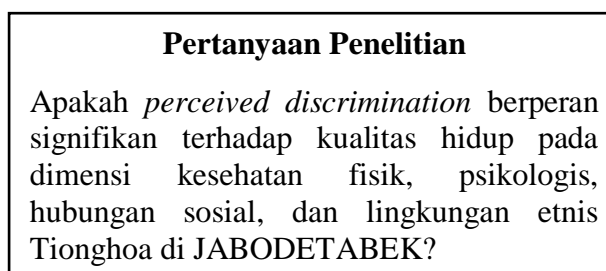 Pertanyaan Penelitian
Apakah perceived discrimination berperan
signifikan terhadap kualitas hidup pada
dimensi kesehatan fisik, psikologis,
hubungan sosial, dan lingkungan etnis
Tionghoa di JABODETABEK?